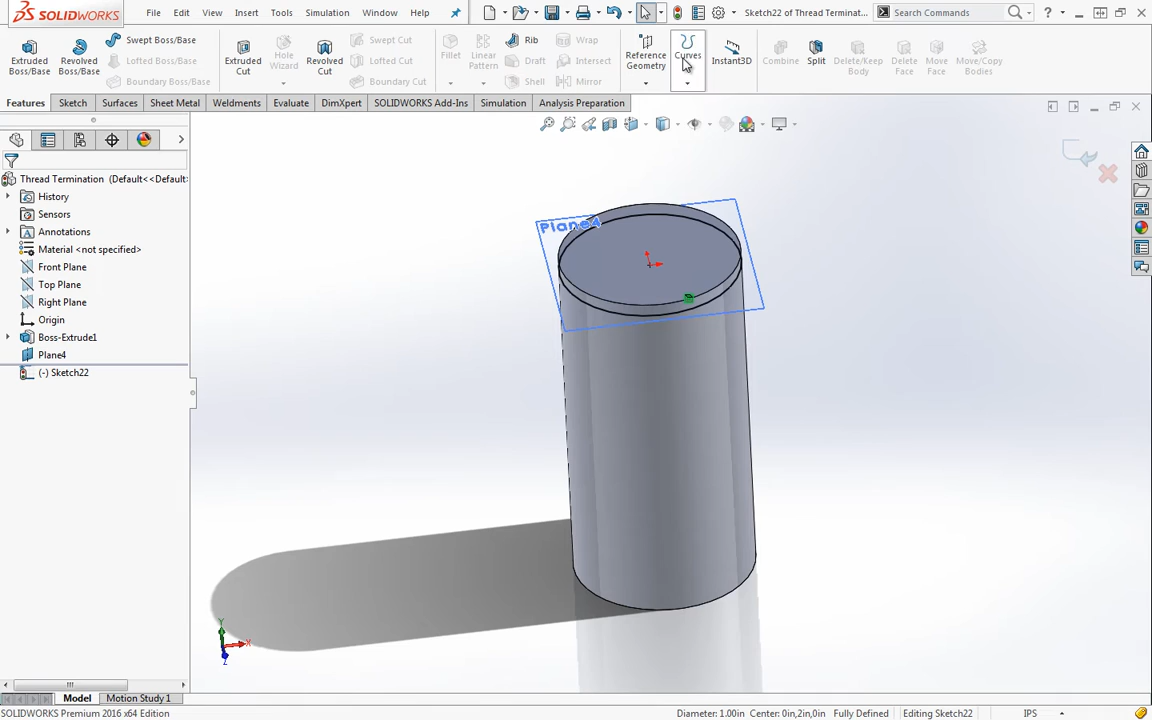 SOLIDWORKS File Edit View Insert Tools Simulation Window Help Sketch22 of Thread Terminat... Search Commands ?
Extruded Boss/Base
Revolved Boss/Base
Swept Boss/Base
Lofted Boss/Base
Boundary Boss/Base
Extruded Cut
Hole Wizard
Revolved Cut
Swept Cut
Lofted Cut
Boundary Cut
Fillet
Linear Pattern
Rib
Draft
Shell
Wrap
Intersect
Mirror
Reference Geometry
Curves
Instant3D
Combine
Split
Delete/Keep Body
Delete Face
Move Face
Move/Copy Bodies
Features Sketch Surfaces Sheet Metal Weldments Evaluate DimXpert SOLIDWORKS Add-Ins Simulation Analysis Preparation
Thread Termination (Default<<Default
History
Sensors
Annotations
Material <not specified>
Front Plane
Top Plane
Right Plane
Origin
Boss-Extrude1
Plane4
(-) Sketch22
Plane4
Y
X
Z
Model Motion Study 1
SOLIDWORKS Premium 2016 x64 Edition Diameter: 1.00in Center: 0in,2in,0in Fully Defined Editing Sketch22 IPS